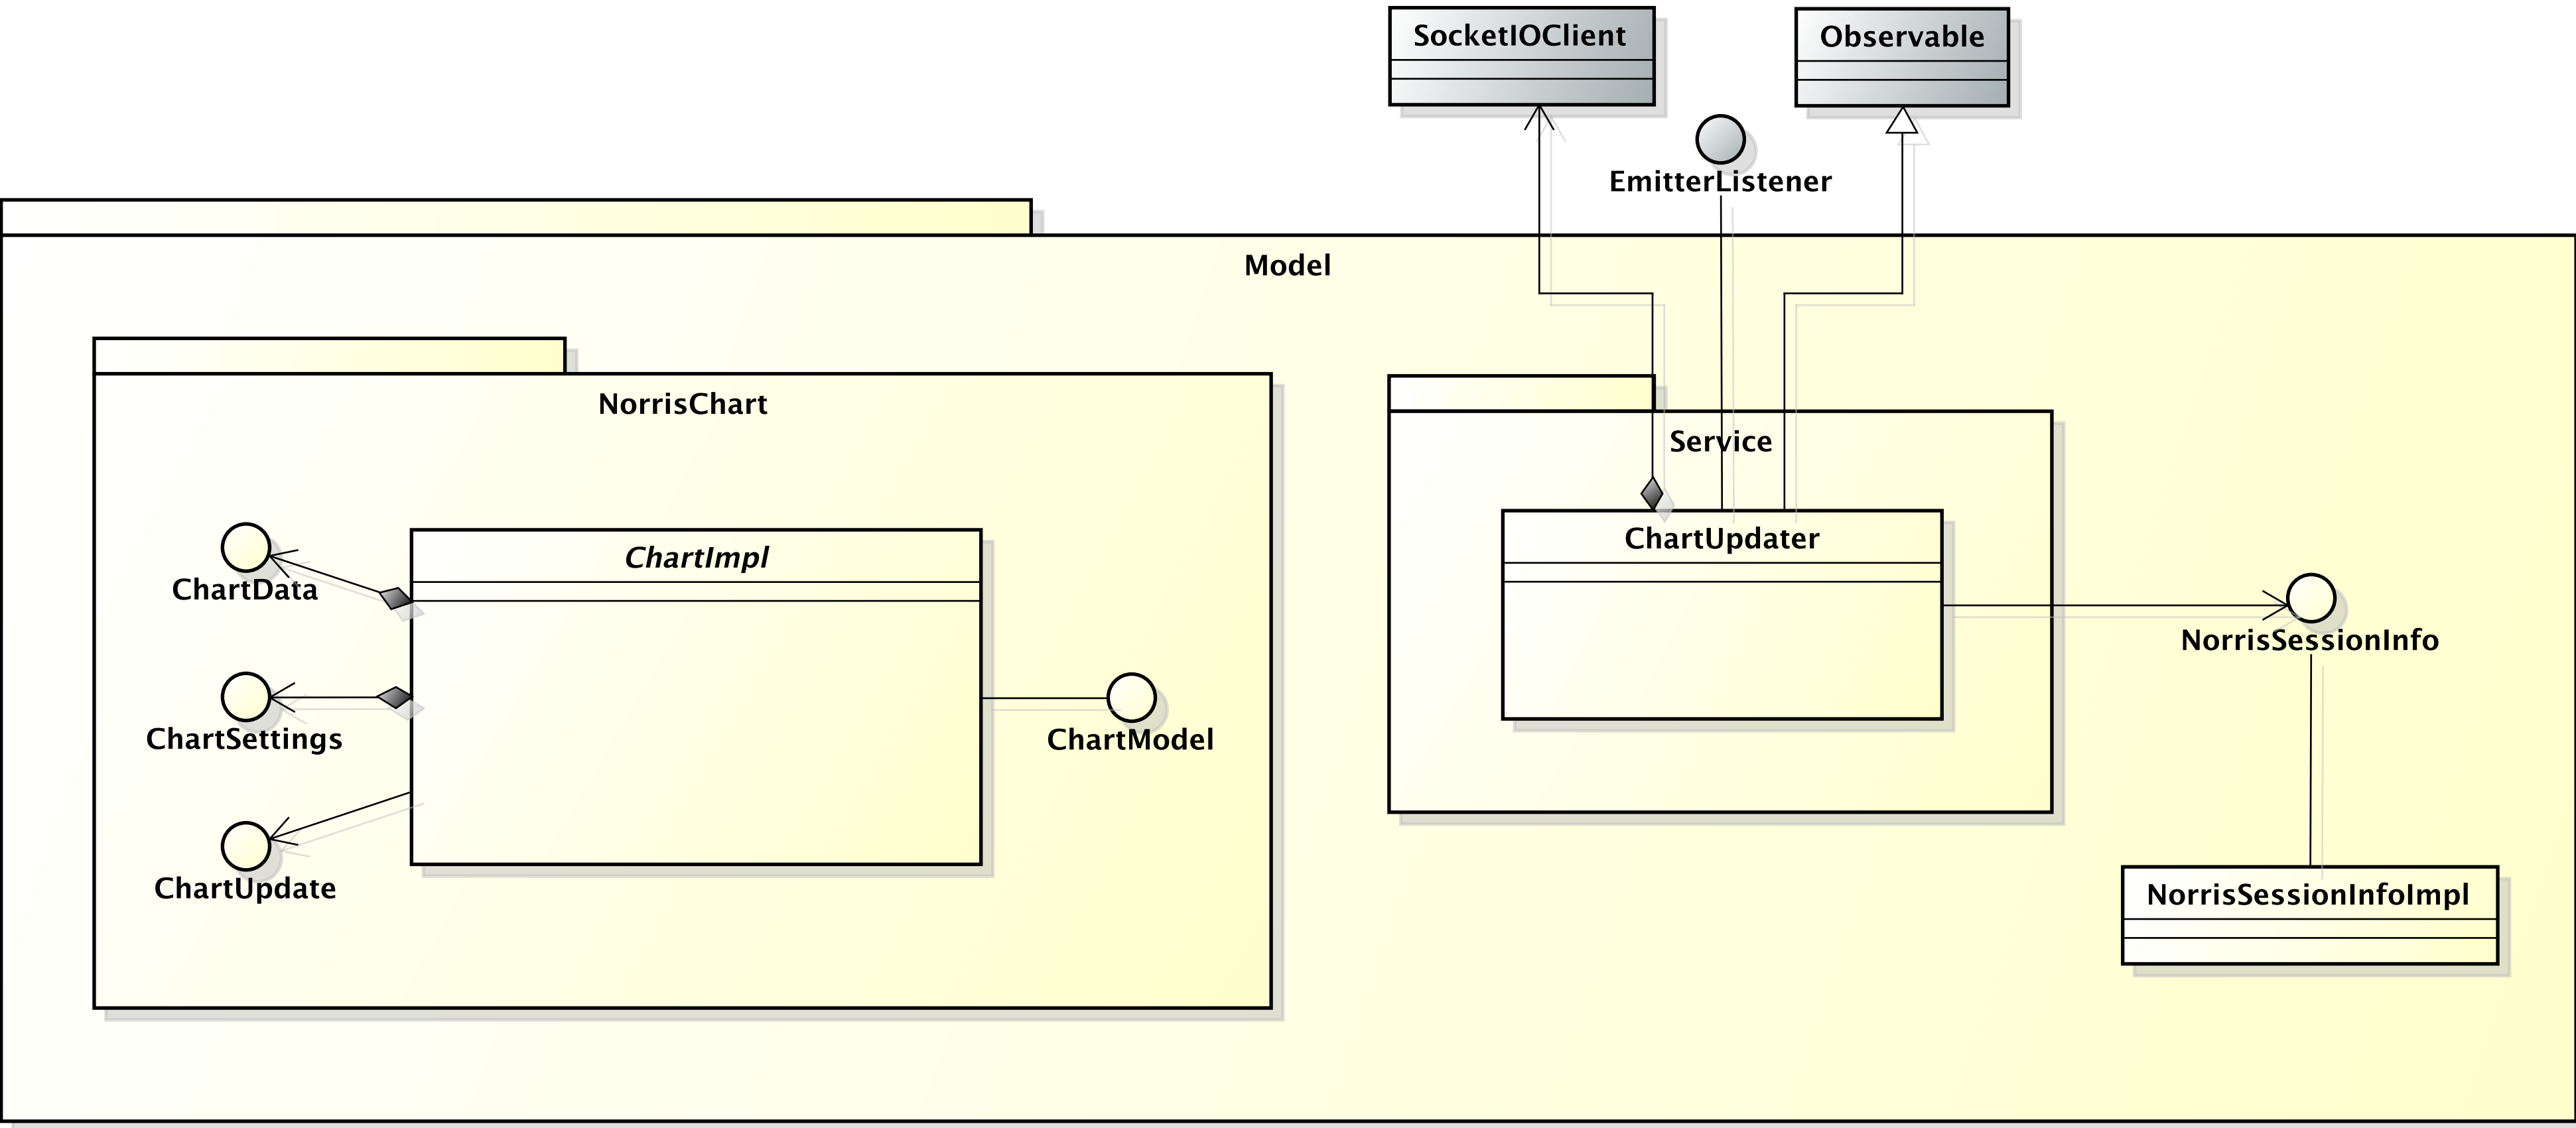 SocketIOClient
Observable
EmitterListener
Model
NorrisChart
Service
ChartImpl
ChartUpdater
ChartData
NorrisSessionInfo
ChartSettings
ChartModel
ChartUpdate
NorrisSessionInfoImpl